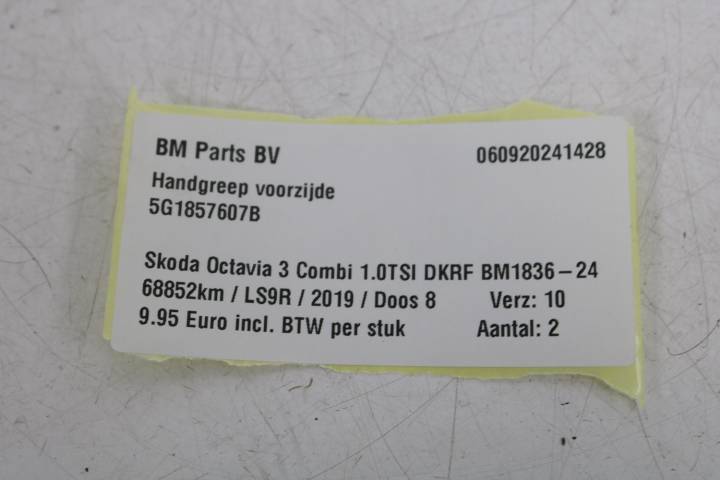 BM Parts BV 060920241428
Handgreep voorzijde
5G1857607B
Skoda Octavia 3 Combi 1.0TSI DKRF BM1836-24
68852km / LS9R / 2019 / Doos 8 Verz: 10
9.95 Euro incl. BTW per stuk Aantal: 2